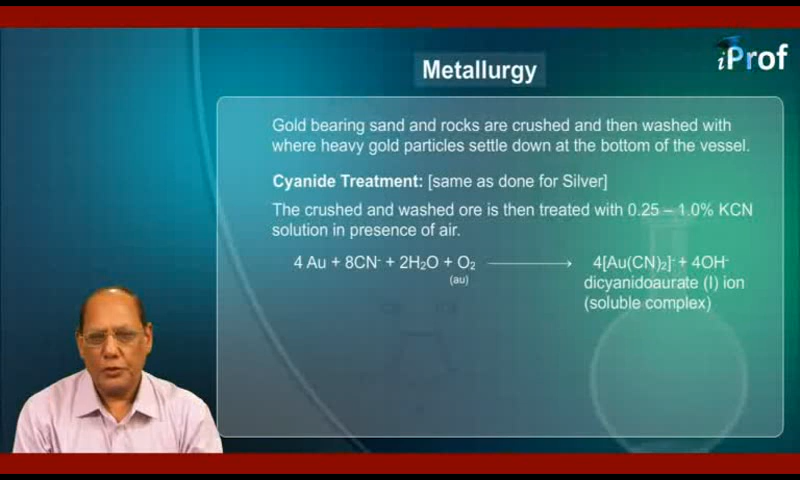 iProf
Metallurgy
Gold bearing sand and rocks are crushed and then washed with
where heavy gold particles settle down at the bottom of the vessel.
Cyanide Treatment: [same as done for Silver]
The crushed and washed ore is then treated with 0.25 – 1.0% KCN
solution in presence of air.
4 Au + 8CN⁻ + 2H₂O + O₂ ⟶ 4[Au(CN)₂]⁻ + 4OH⁻
(au)
dicyanidoaurate (I) ion
(soluble complex)